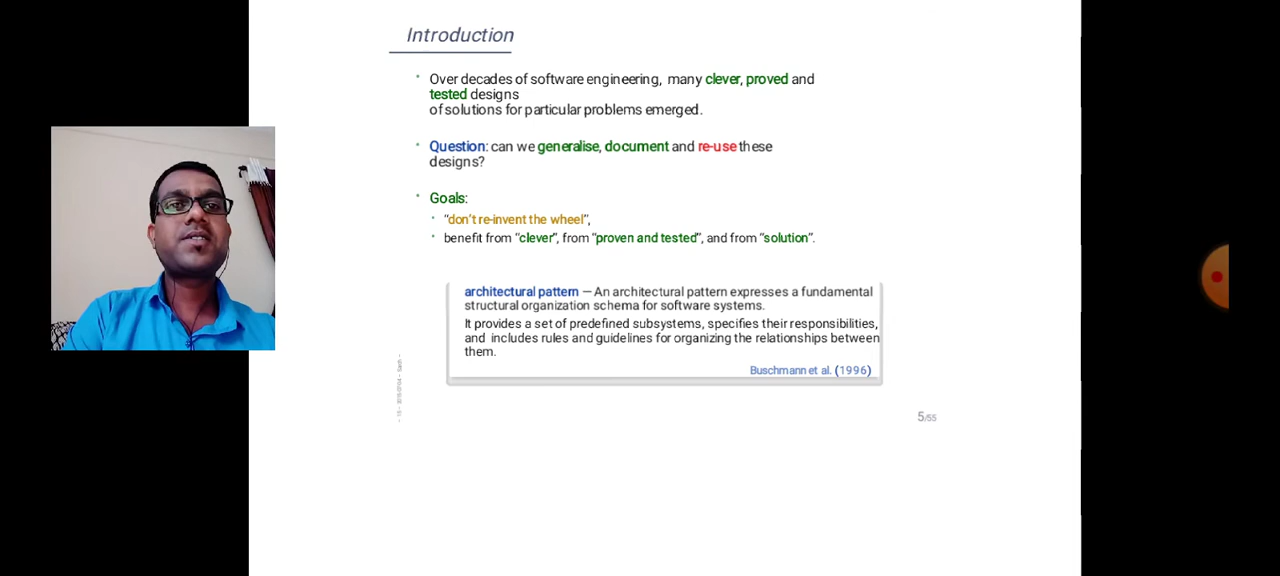 Introduction
Over decades of software engineering, many clever, proved and
tested designs
of solutions for particular problems emerged.
Question: can we generalise, document and re-use these
designs?
Goals:
"don't re-invent the wheel",
benefit from "clever", from "proven and tested", and from "solution".
architectural pattern — An architectural pattern expresses a fundamental
structural organization schema for software systems.
It provides a set of predefined subsystems, specifies their responsibilities,
and includes rules and guidelines for organizing the relationships between
them.
Buschmann et al. (1996)
5/55